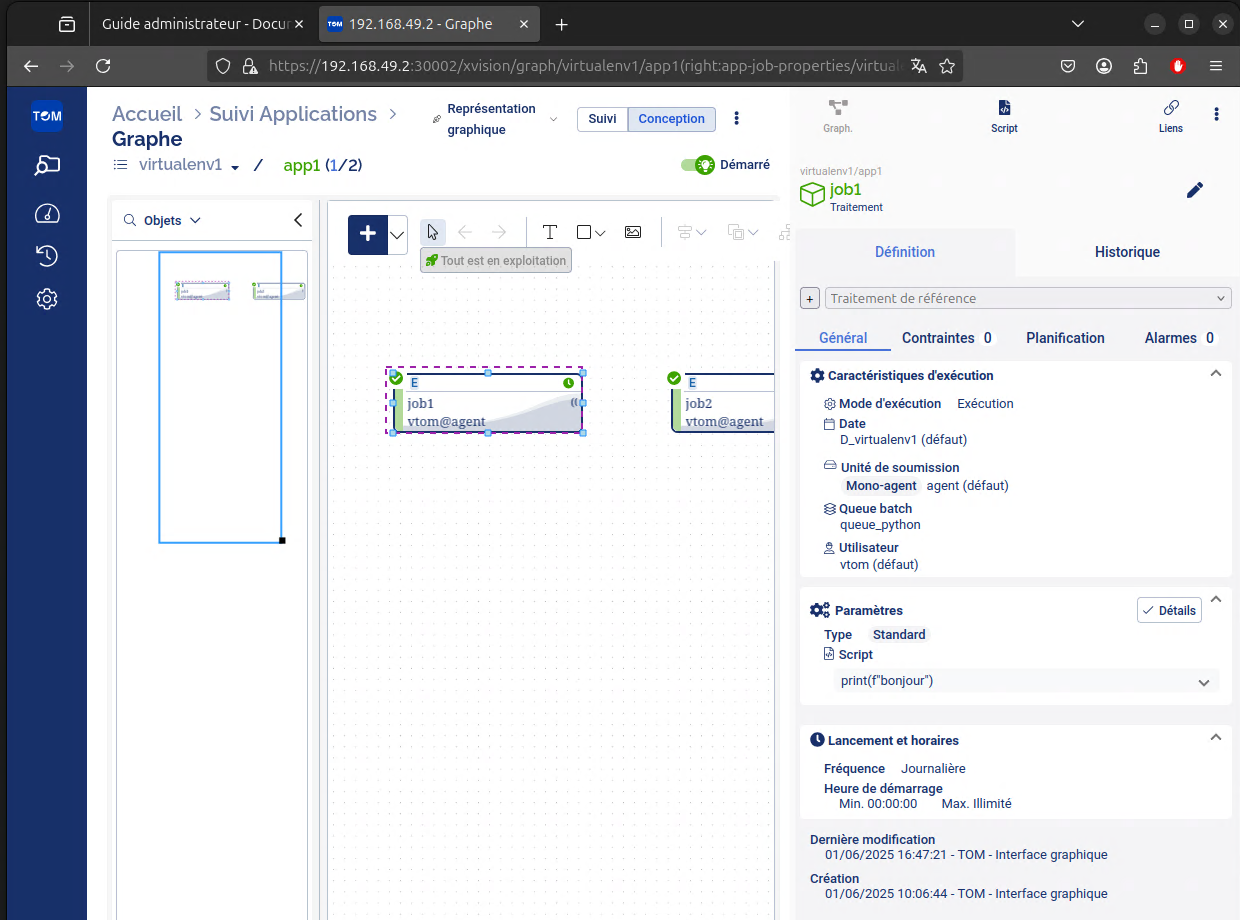 Guide administrateur - Docur
TOM 192.168.49.2 - Graphe
https://192.168.49.2:30002/xvision/graph/virtualenv1/app1(right:app-job-properties/virtuale
TOM
Accueil > Suivi Applications >
Graphe
Représentation
graphique
Suivi Conception
virtualenv1 / app1 (1/2)
Démarré
Objets
Tout est en exploitation
E
job1
vtom@agent
E
job2
vtom@agent
Graph. Script Liens
virtualenv1/app1
job1
Traitement
Définition Historique
+ Traitement de référence
Général Contraintes 0 Planification Alarmes 0
Caractéristiques d'exécution
Mode d'exécution Exécution
Date
D_virtualenv1 (défaut)
Unité de soumission
Mono-agent agent (défaut)
Queue batch
queue_python
Utilisateur
vtom (défaut)
Paramètres Détails
Type Standard
Script
print(f"bonjour")
Lancement et horaires
Fréquence Journalière
Heure de démarrage
Min. 00:00:00 Max. Illimité
Dernière modification
01/06/2025 16:47:21 - TOM - Interface graphique
Création
01/06/2025 10:06:44 - TOM - Interface graphique